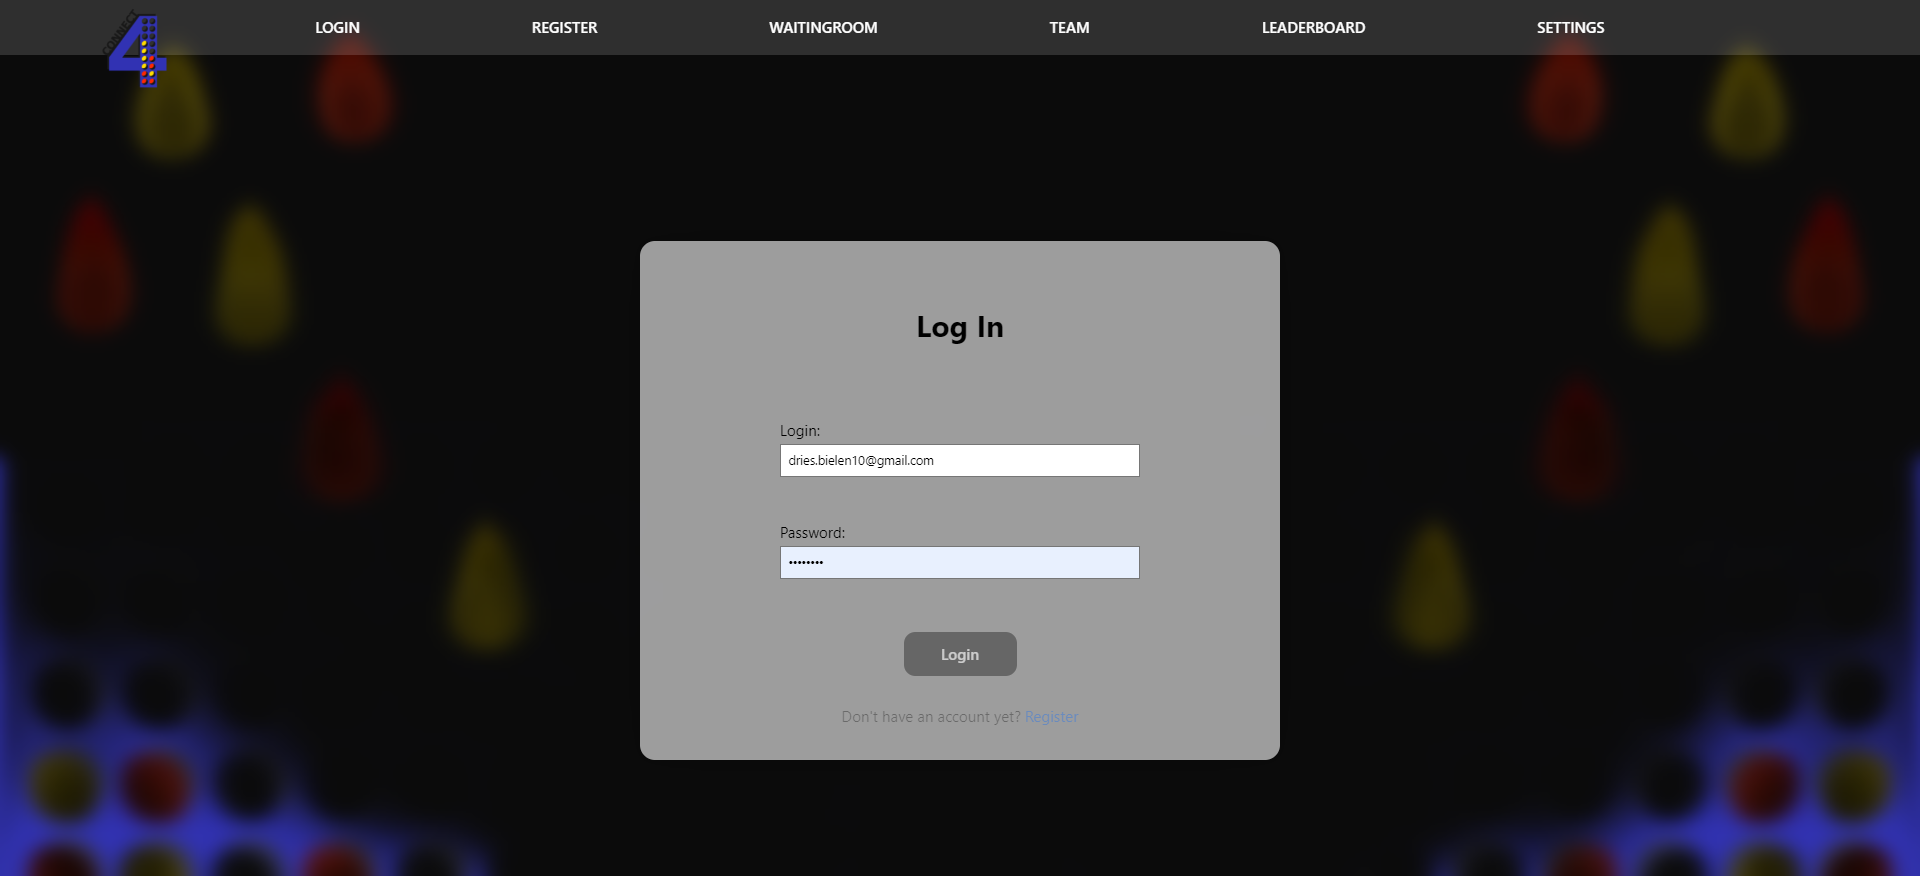 CONNECT
4
LOGIN
REGISTER
WAITINGROOM
TEAM
LEADERBOARD
SETTINGS
Log In
Login:
dries.bielen10@gmail.com
Password:
••••••••
Login
Don't have an account yet? Register